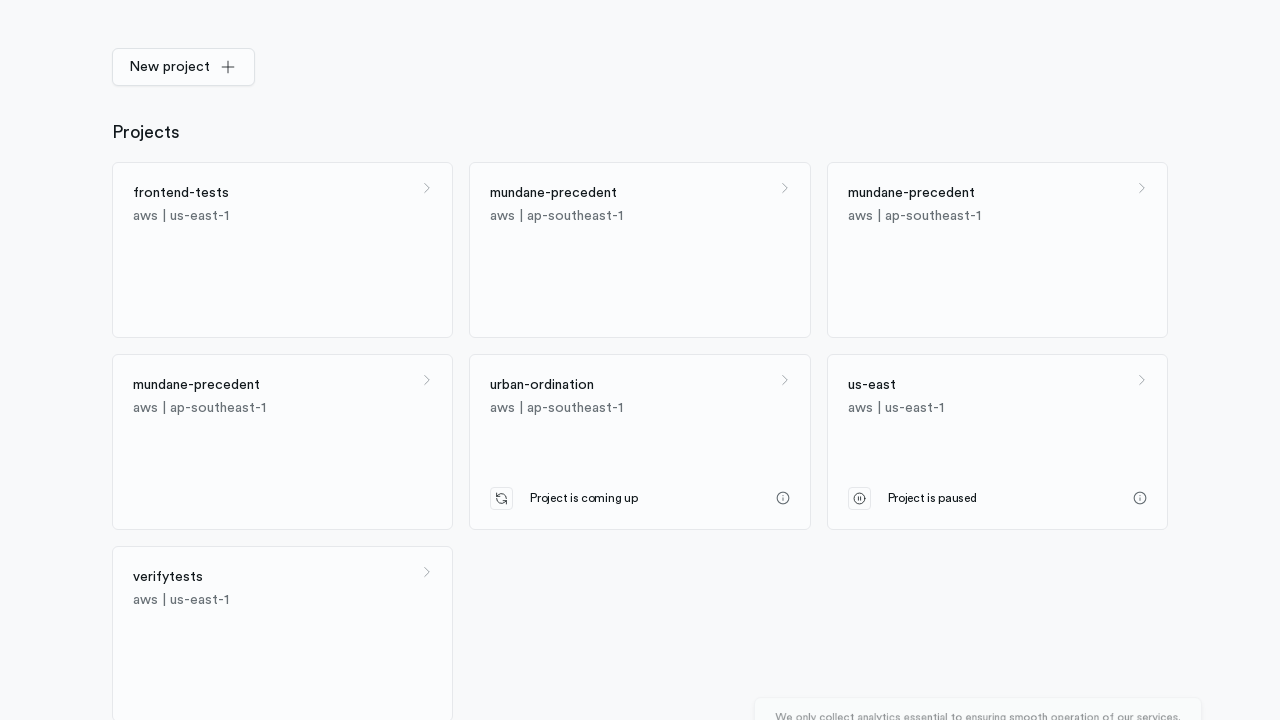 New project
Projects
frontend-tests
aws | us-east-1
mundane-precedent
aws | ap-southeast-1
mundane-precedent
aws | ap-southeast-1
mundane-precedent
aws | ap-southeast-1
urban-ordination
aws | ap-southeast-1
Project is coming up
us-east
aws | us-east-1
Project is paused
verifytests
aws | us-east-1
We only collect analytics essential to ensuring smooth operation of our services.